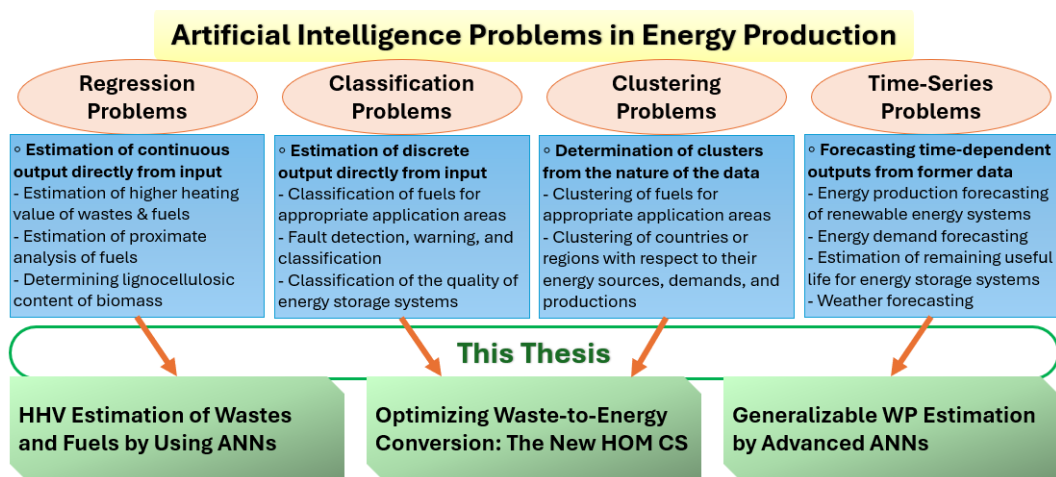 Artificial Intelligence Problems in Energy Production
Regression
Problems
◦ Estimation of continuous
output directly from input
- Estimation of higher heating
value of wastes & fuels
- Estimation of proximate
analysis of fuels
- Determining lignocellulosic
content of biomass
Classification
Problems
◦ Estimation of discrete
output directly from input
- Classification of fuels for
appropriate application areas
- Fault detection, warning, and
classification
- Classification of the quality of
energy storage systems
Clustering
Problems
◦ Determination of clusters
from the nature of the data
- Clustering of fuels for
appropriate application areas
- Clustering of countries or
regions with respect to their
energy sources, demands, and
productions
Time-Series
Problems
◦ Forecasting time-dependent
outputs from former data
- Energy production forecasting
of renewable energy systems
- Energy demand forecasting
- Estimation of remaining useful
life for energy storage systems
- Weather forecasting
This Thesis
HHV Estimation of Wastes
and Fuels by Using ANNs
Optimizing Waste-to-Energy
Conversion: The New HOM CS
Generalizable WP Estimation
by Advanced ANNs